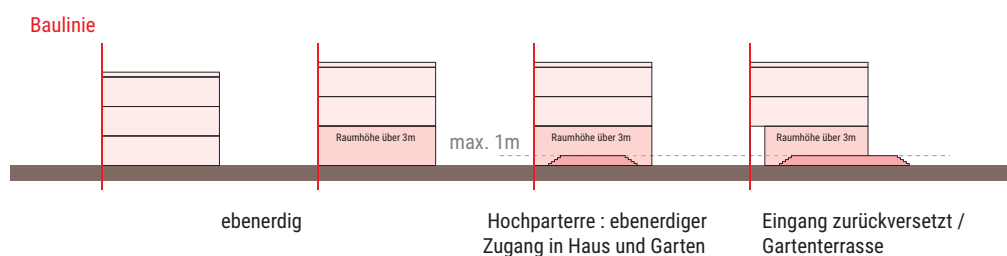 Baulinie
Raumhöhe über 3m
max. 1m
Raumhöhe über 3m
Raumhöhe über 3m
ebenerdig
Hochparterre : ebenerdiger
Zugang in Haus und Garten
Eingang zurückversetzt /
Gartenterrasse